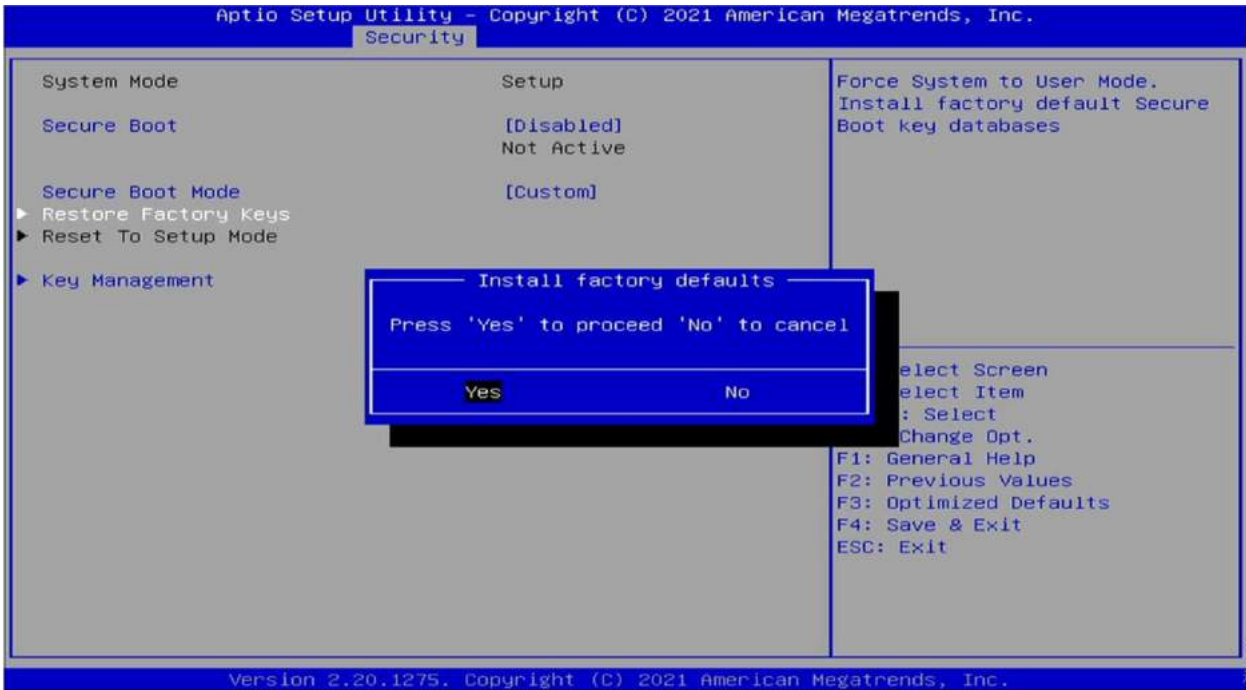 Aptio Setup Utility – Copyright (C) 2021 American Megatrends, Inc.
Security
System Mode Setup
Secure Boot [Disabled]
Not Active
Secure Boot Mode [Custom]
► Restore Factory Keys
► Reset To Setup Mode
► Key Management
Force System to User Mode.
Install factory default Secure
Boot key databases
Install factory defaults
Press 'Yes' to proceed 'No' to cancel
Yes No
elect Screen
elect Item
: Select
Change Opt.
F1: General Help
F2: Previous Values
F3: Optimized Defaults
F4: Save & Exit
ESC: Exit
Version 2.20.1275. Copyright (C) 2021 American Megatrends, Inc.